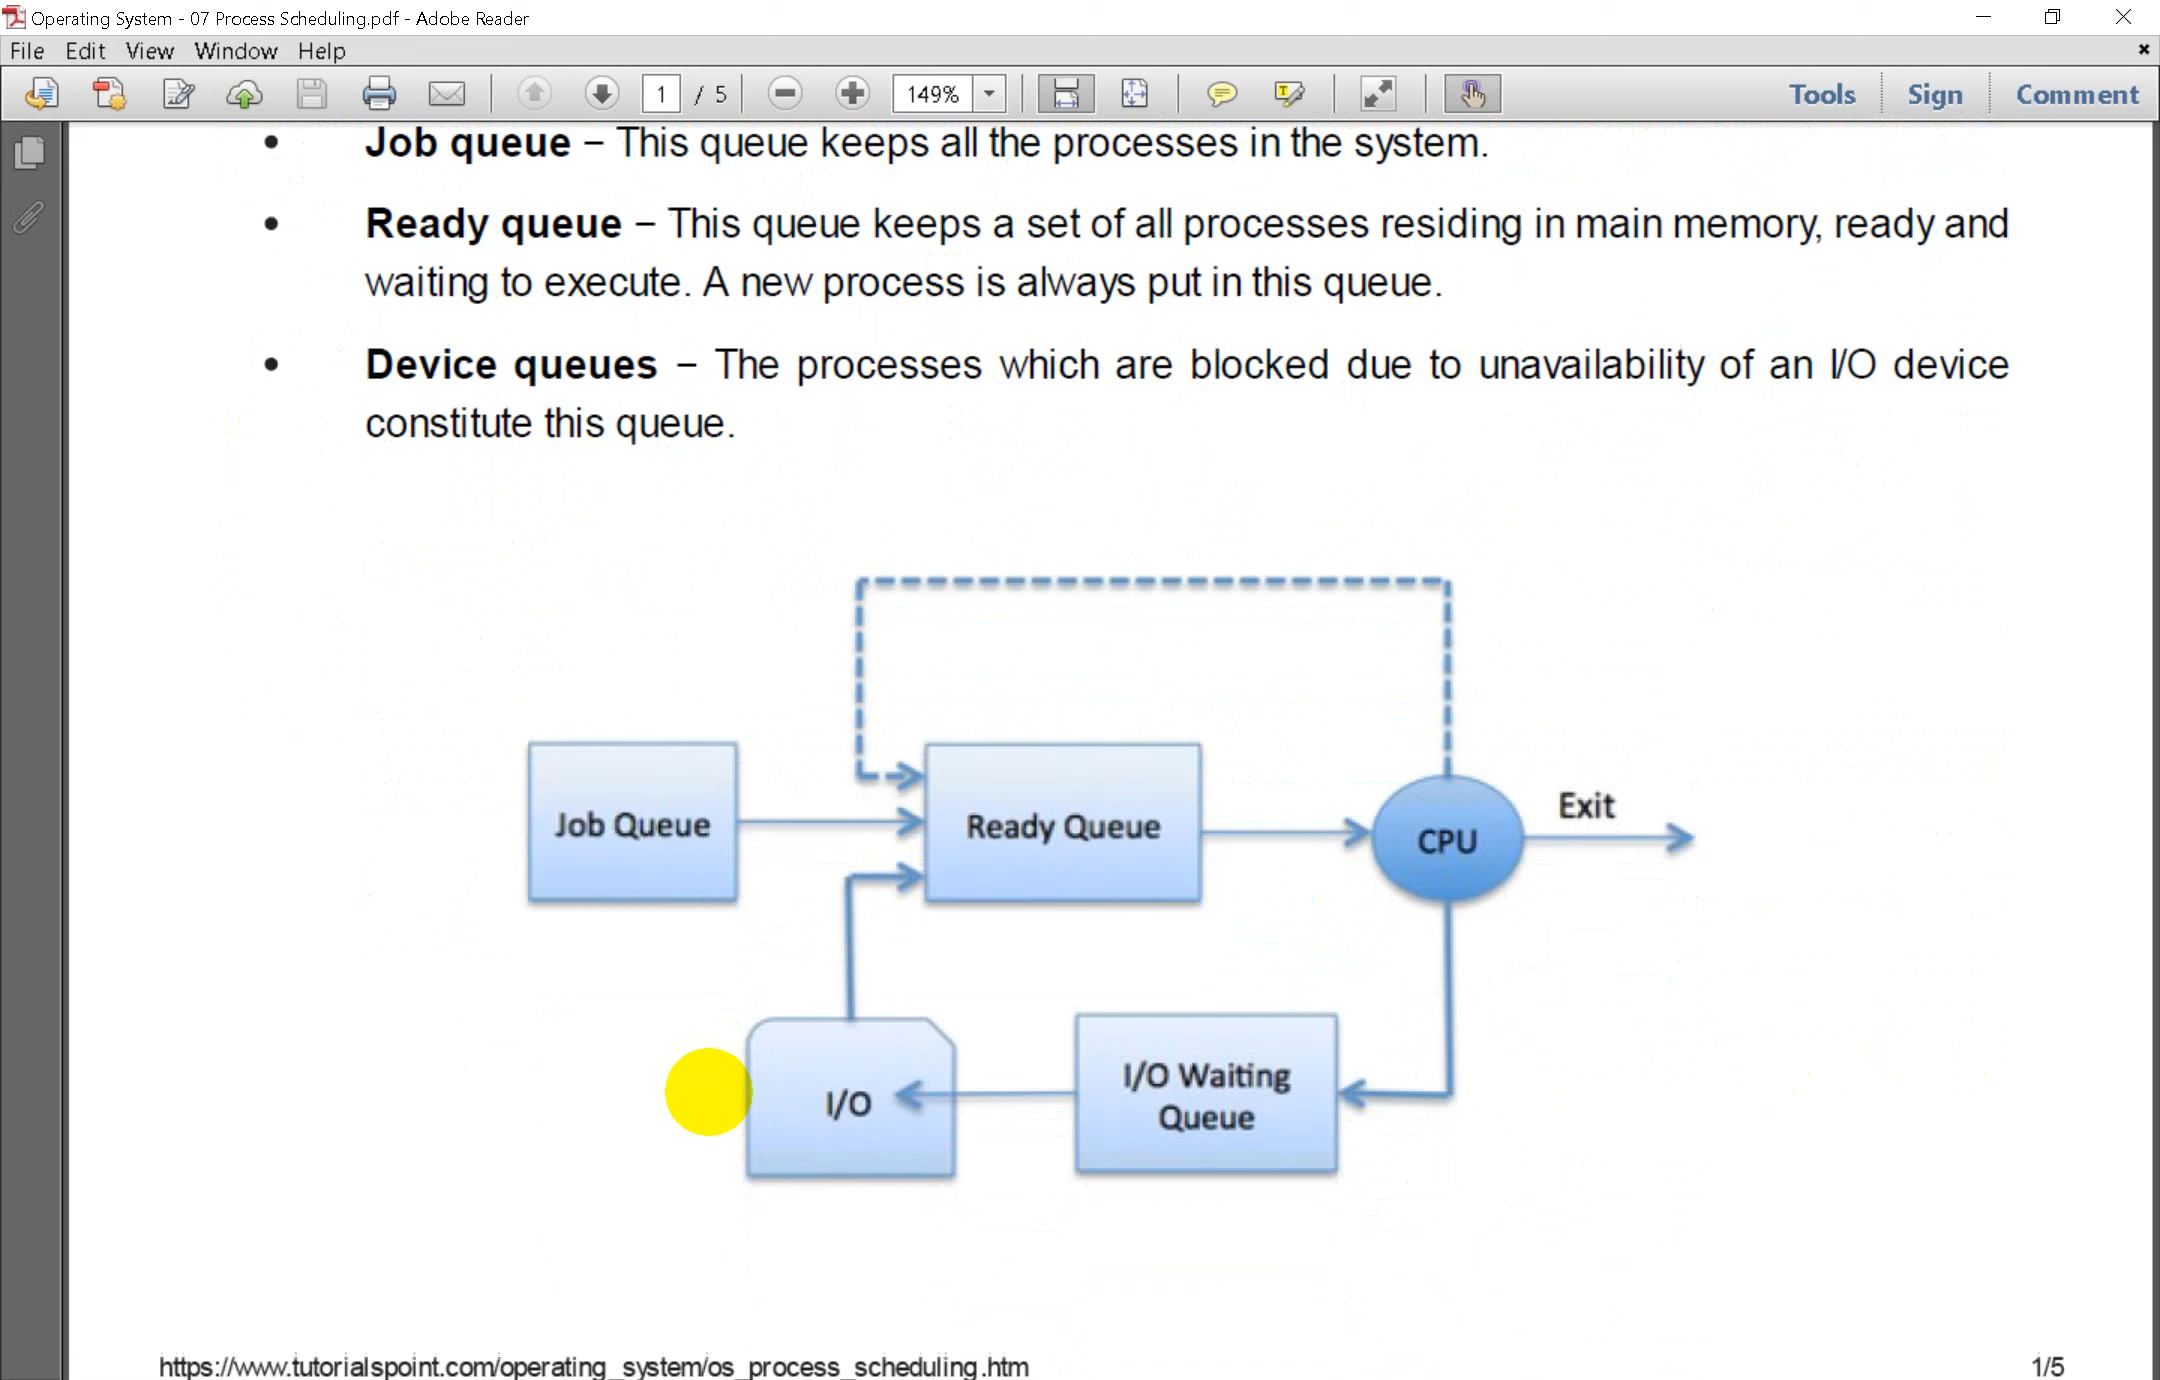 Operating System - 07 Process Scheduling.pdf - Adobe Reader
File Edit View Window Help
1 / 5 149% Tools Sign Comment
• Job queue – This queue keeps all the processes in the system.
• Ready queue – This queue keeps a set of all processes residing in main memory, ready and
waiting to execute. A new process is always put in this queue.
• Device queues – The processes which are blocked due to unavailability of an I/O device
constitute this queue.
Job Queue
Ready Queue
CPU
Exit
I/O
I/O Waiting
Queue
https://www.tutorialspoint.com/operating_system/os_process_scheduling.htm 1/5